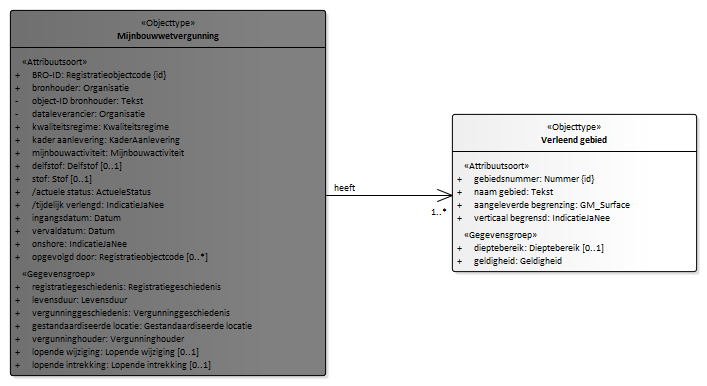 «Objecttype»
Mijnbouwwetvergunning
«Attribuutsoort»
+ BRO-ID: Registratieobjectcode {id}
+ bronhouder: Organisatie
- object-ID bronhouder: Tekst
- dataleverancier: Organisatie
+ kwaliteitsregime: Kwaliteitsregime
+ kader aanlevering: KaderAanlevering
+ mijnbouwactiviteit: Mijnbouwactiviteit
+ delfstof: Delfstof [0..1]
+ stof: Stof [0..1]
+ /actuele status: ActueleStatus
+ /tijdelijk verlengd: IndicatieJaNee
+ ingangsdatum: Datum
+ vervaldatum: Datum
+ onshore: IndicatieJaNee
+ opgevolgd door: Registratieobjectcode [0..*]
«Gegevensgroep»
+ registratiegeschiedenis: Registratiegeschiedenis
+ levensduur: Levensduur
+ vergunninggeschiedenis: Vergunninggeschiedenis
+ gestandaardiseerde locatie: Gestandaardiseerde locatie
+ vergunninghouder: Vergunninghouder
+ lopende wijziging: Lopende wijziging [0..1]
+ lopende intrekking: Lopende intrekking [0..1]
heeft
1..*
«Objecttype»
Verleend gebied
«Attribuutsoort»
+ gebiedsnummer: Nummer {id}
+ naam gebied: Tekst
+ aangeleverde begrenzing: GM_Surface
+ verticaal begrensd: IndicatieJaNee
«Gegevensgroep»
+ dieptebereik: Dieptebereik [0..1]
+ geldigheid: Geldigheid